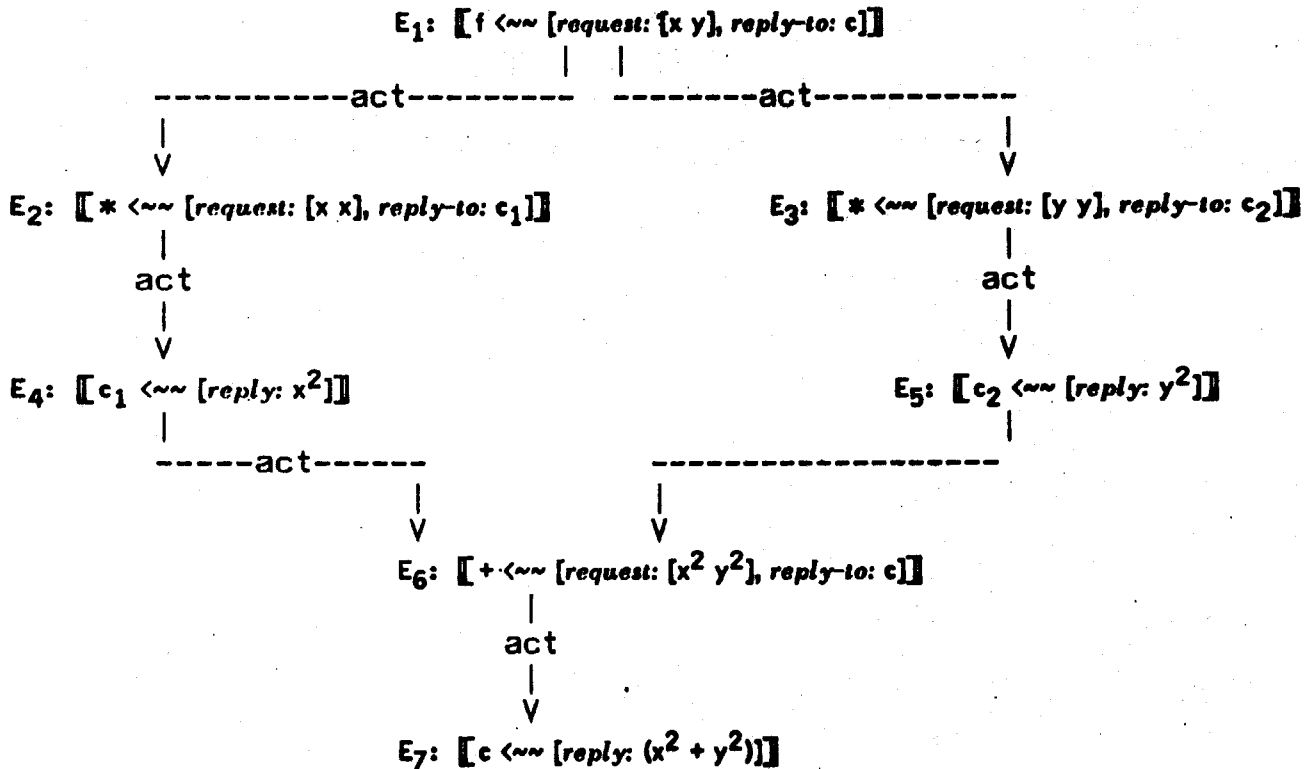 E₁: ⟦f <~~ [request: [x y], reply-to: c]⟧
act act
E₂: ⟦* <~~ [request: [x x], reply-to: c₁]⟧ E₃: ⟦* <~~ [request: [y y], reply-to: c₂]⟧
act act
E₄: ⟦c₁ <~~ [reply: x²]⟧ E₅: ⟦c₂ <~~ [reply: y²]⟧
act
E₆: ⟦+ <~~ [request: [x² y²], reply-to: c]⟧
act
E₇: ⟦c <~~ [reply: (x² + y²)]⟧